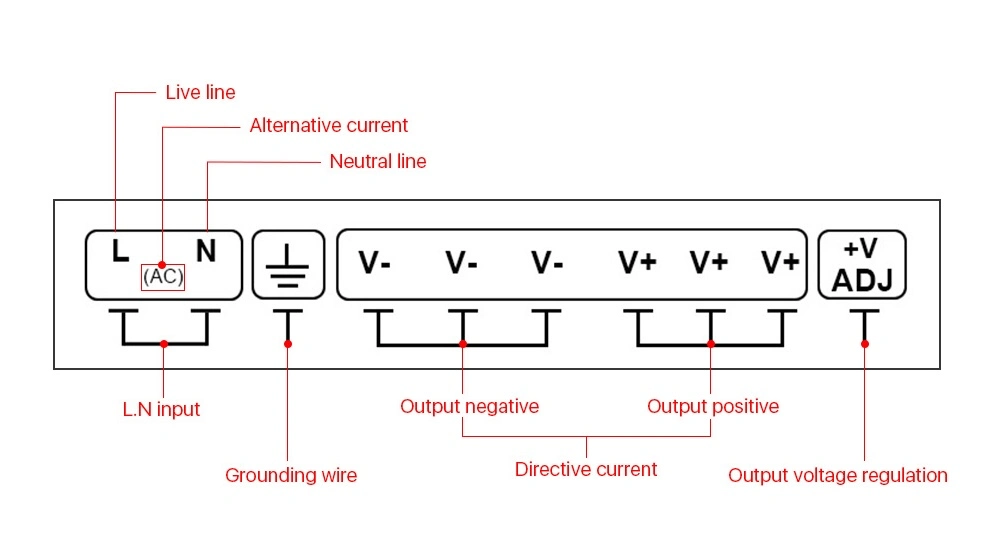 Live line
Alternative current
Neutral line
L N
(AC)
V- V- V- V+ V+ V+
+V
ADJ
L.N input
Output negative
Output positive
Grounding wire
Directive current
Output voltage regulation